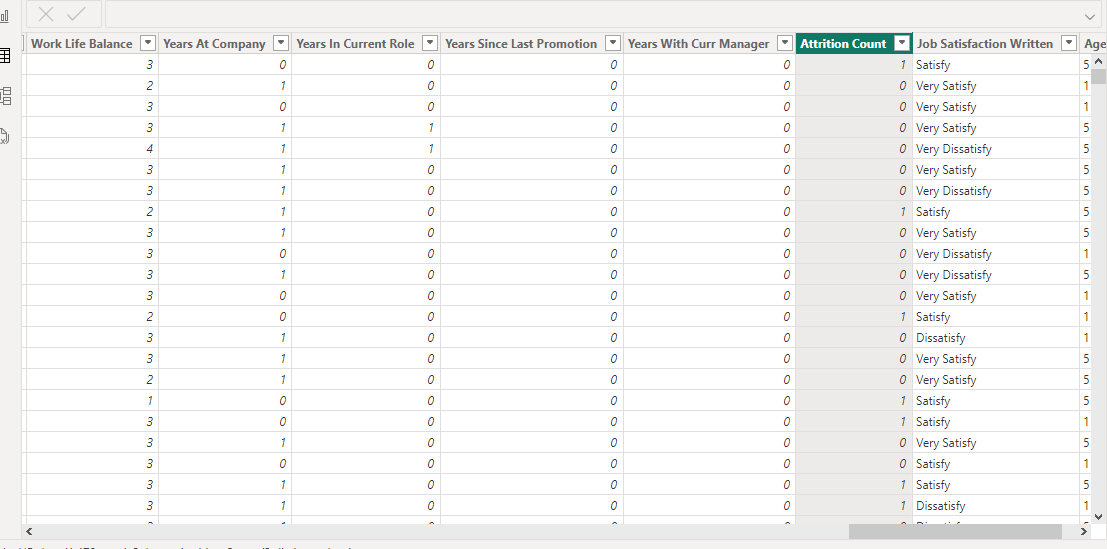 Work Life Balance Years At Company Years In Current Role Years Since Last Promotion Years With Curr Manager Attrition Count Job Satisfaction Written Age
3 0 0 0 0 1 Satisfy 5
2 1 0 0 0 0 Very Satisfy 1
3 0 0 0 0 0 Very Satisfy 1
3 1 1 0 0 0 Very Satisfy 5
4 1 1 0 0 0 Very Dissatisfy 5
3 1 0 0 0 0 Very Satisfy 5
3 1 0 0 0 0 Very Dissatisfy 5
2 1 0 0 0 1 Satisfy 5
3 1 0 0 0 0 Very Satisfy 5
3 0 0 0 0 0 Very Dissatisfy 1
3 1 0 0 0 0 Very Dissatisfy 5
3 0 0 0 0 0 Very Satisfy 1
2 0 0 0 0 1 Satisfy 1
3 1 0 0 0 0 Dissatisfy 1
3 1 0 0 0 0 Very Satisfy 5
2 1 0 0 0 0 Very Satisfy 5
1 0 0 0 0 1 Satisfy 5
3 0 0 0 0 1 Satisfy 1
3 1 0 0 0 0 Very Satisfy 5
3 0 0 0 0 0 Satisfy 1
3 1 0 0 0 1 Satisfy 5
3 1 0 0 0 1 Dissatisfy 1